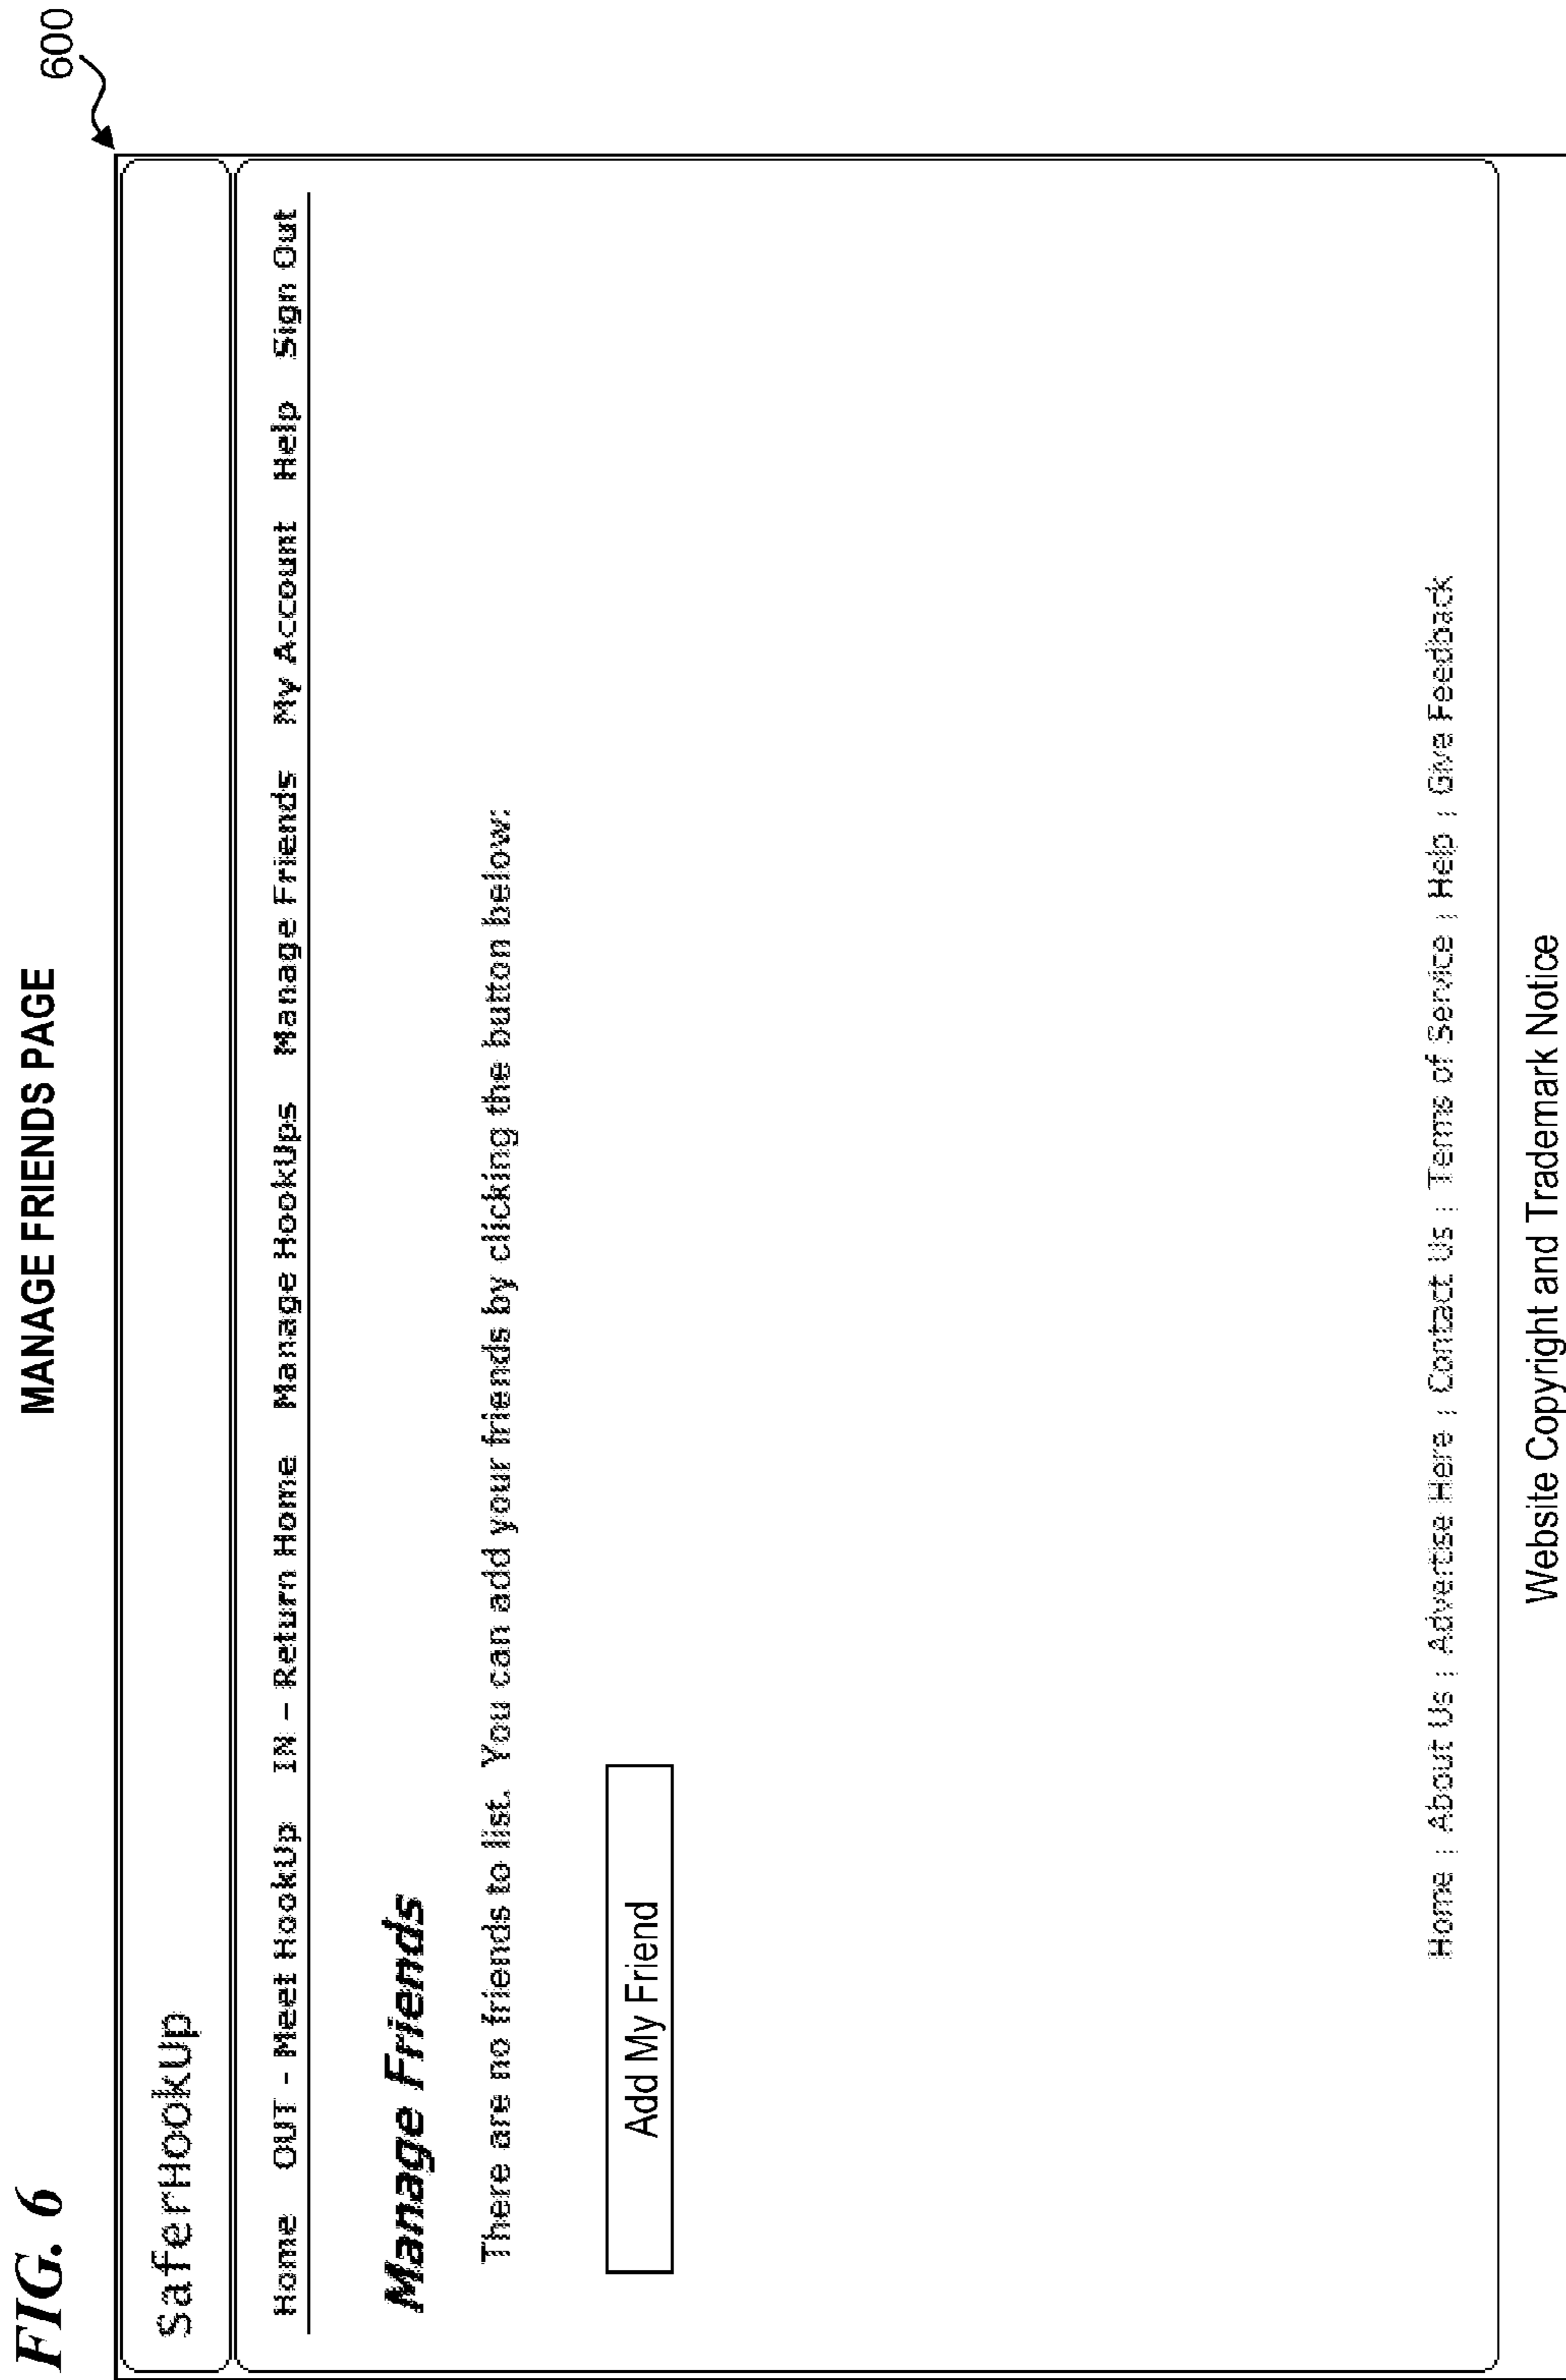 FIG. 6
MANAGE FRIENDS PAGE
600
SaferHookUp
Home OUT - Meet HookUp IN – Return Home Manage HookUps Manage Friends My Account Help Sign Out
Manage Friends
There are no friends to list. You can add your friends by clicking the button below.
Add My Friend
Home ¦ About Us ¦ Advertise Here ¦ Contact Us ¦ Terms of Service ¦ Help ¦ Give Feedback
Website Copyright and Trademark Notice